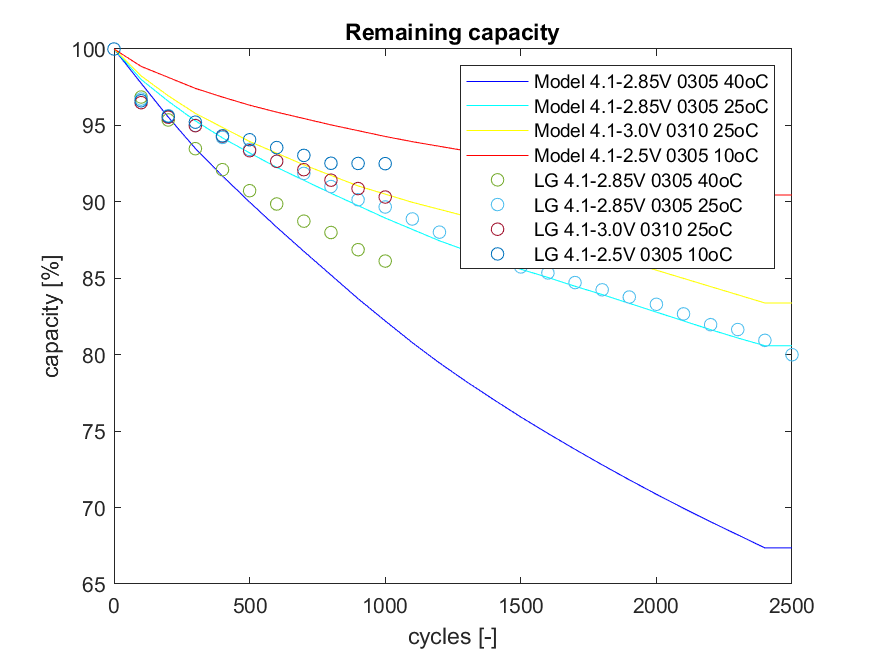 Remaining capacity
100
95
90
85
80
75
70
65
capacity [%]
Model 4.1-2.85V 0305 40oC
Model 4.1-2.85V 0305 25oC
Model 4.1-3.0V 0310 25oC
Model 4.1-2.5V 0305 10oC
LG 4.1-2.85V 0305 40oC
LG 4.1-2.85V 0305 25oC
LG 4.1-3.0V 0310 25oC
LG 4.1-2.5V 0305 10oC
0 500 1000 1500 2000 2500
cycles [-]